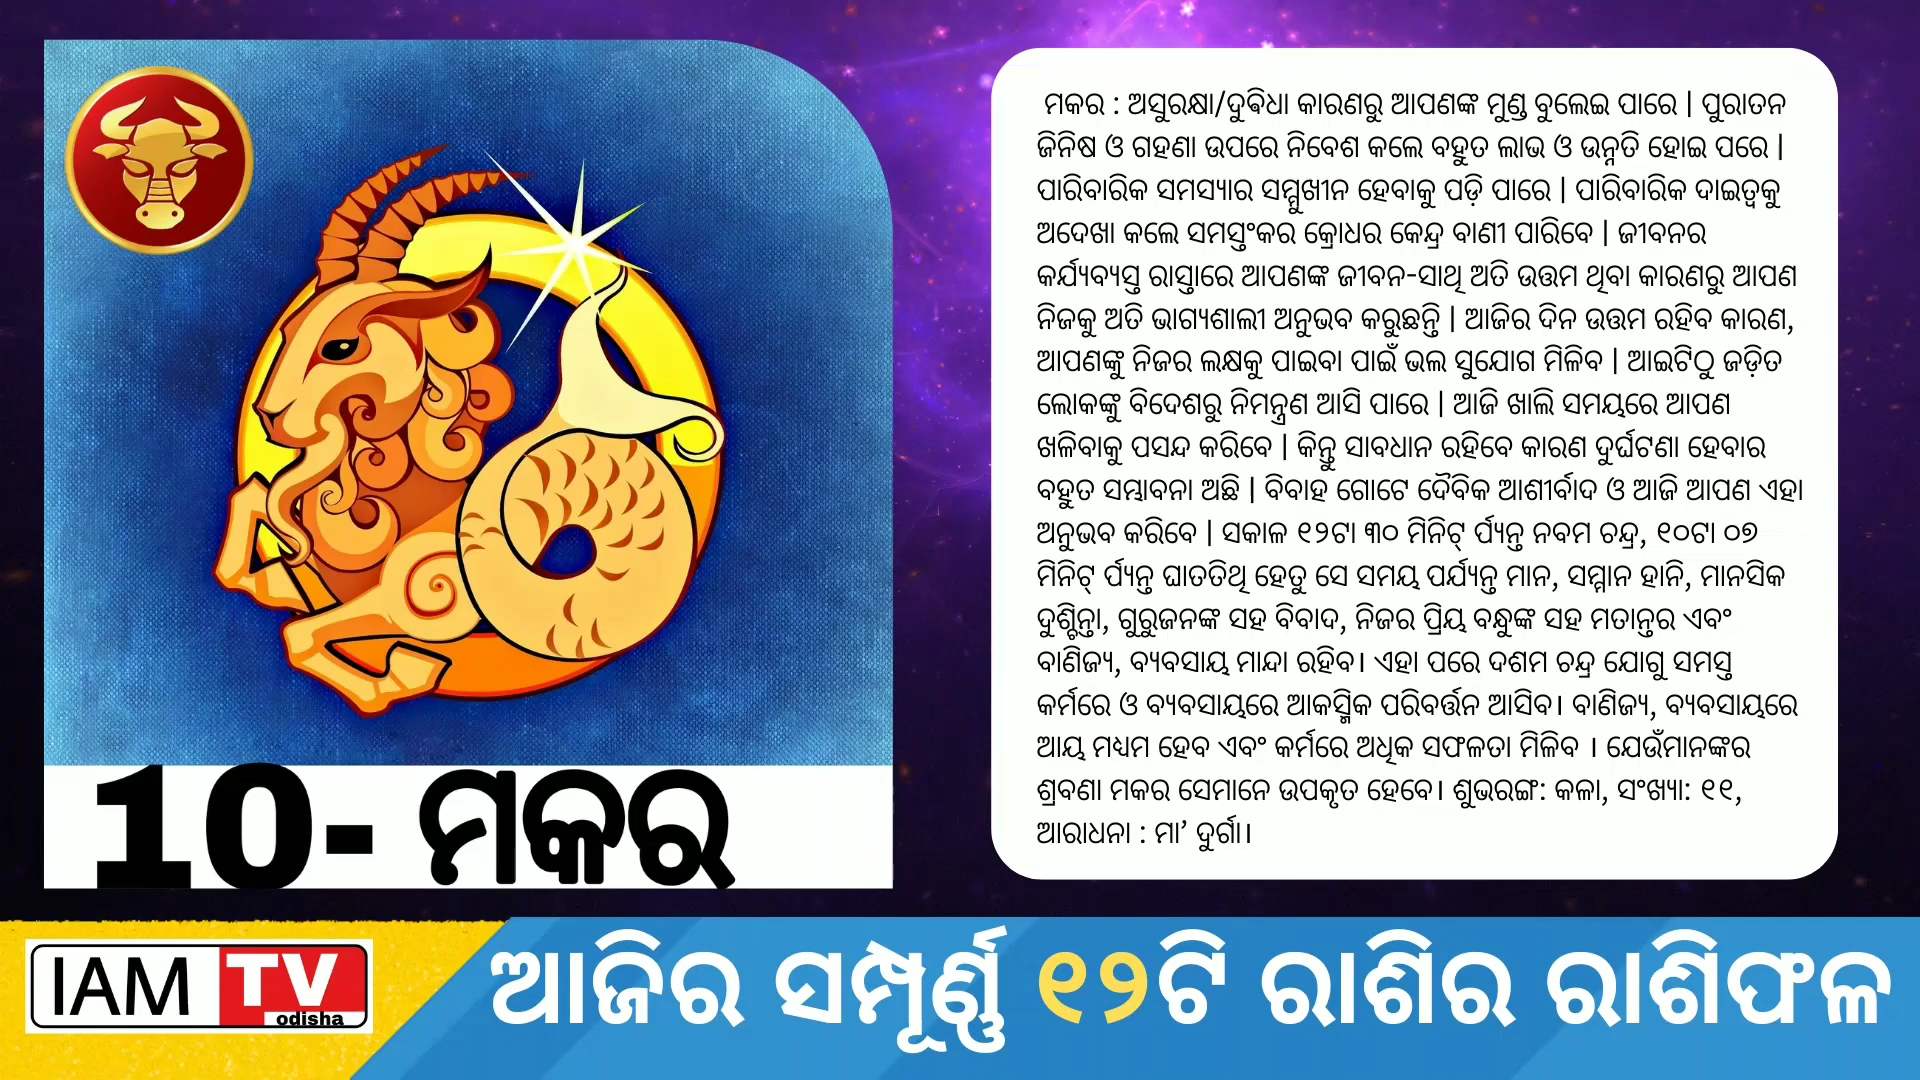 10- ମକର
ମକର : ଅସୁରକ୍ଷା/ଦୁଵିଧା କାରଣରୁ ଆପଣଙ୍କ ମୁଣ୍ଡ ବୁଲେଇ ପାରେ | ପୁରାତନ
ଜିନିଷ ଓ ଗହଣା ଉପରେ ନିବେଶ କଲେ ବହୁତ ଲାଭ ଓ ଉନ୍ନତି ହୋଇ ପରେ |
ପାରିବାରିକ ସମସ୍ୟାର ସମ୍ମୁଖୀନ ହେବାକୁ ପଡ଼ି ପାରେ | ପାରିବାରିକ ଦାଇତ୍ୱକୁ
ଅଦେଖା କଲେ ସମସ୍ତଂକର କ୍ରୋଧର କେନ୍ଦ୍ର ବାଣୀ ପାରିବେ | ଜୀବନର
କର୍ଯ୍ୟବ୍ୟସ୍ତ ରାସ୍ତାରେ ଆପଣଙ୍କ ଜୀବନ-ସାଥି ଅତି ଉତ୍ତମ ଥିବା କାରଣରୁ ଆପଣ
ନିଜକୁ ଅତି ଭାଗ୍ୟଶାଲୀ ଅନୁଭବ କରୁଛନ୍ତି | ଆଜିର ଦିନ ଉତ୍ତମ ରହିବ କାରଣ,
ଆପଣଙ୍କୁ ନିଜର ଲକ୍ଷକୁ ପାଇବା ପାଇଁ ଭଲ ସୁଯୋଗ ମିଳିବ | ଆଇଟିଠୁ ଜଡ଼ିତ
ଲୋକଙ୍କୁ ବିଦେଶରୁ ନିମନ୍ତ୍ରଣ ଆସି ପାରେ | ଆଜି ଖାଲି ସମୟରେ ଆପଣ
ଖଳିବାକୁ ପସନ୍ଦ କରିବେ | କିନ୍ତୁ ସାବଧାନ ରହିବେ କାରଣ ଦୁର୍ଘଟଣା ହେବାର
ବହୁତ ସମ୍ଭାବନା ଅଛି | ବିବାହ ଗୋଟେ ଦୈବିକ ଆଶୀର୍ବାଦ ଓ ଆଜି ଆପଣ ଏହା
ଅନୁଭବ କରିବେ | ସକାଳ ୧୨ଟା ୩୦ ମିନିଟ୍ ର୍ପ୍ୟନ୍ତ ନବମ ଚନ୍ଦ୍ର, ୧୦ଟା ୦୭
ମିନିଟ୍ ର୍ପ୍ୟନ୍ତ ଘାତତିଥି ହେତୁ ସେ ସମୟ ପର୍ଯ୍ୟନ୍ତ ମାନ, ସମ୍ମାନ ହାନି, ମାନସିକ
ଦୁଶ୍ଚିନ୍ତା, ଗୁରୁଜନଙ୍କ ସହ ବିବାଦ, ନିଜର ପ୍ରିୟ ବନ୍ଧୁଙ୍କ ସହ ମତାନ୍ତର ଏବଂ
ବାଣିଜ୍ୟ, ବ୍ୟବସାୟ ମାନ୍ଦା ରହିବ। ଏହା ପରେ ଦଶମ ଚନ୍ଦ୍ର ଯୋଗୁ ସମସ୍ତ
କର୍ମରେ ଓ ବ୍ୟବସାୟରେ ଆକସ୍ମିକ ପରିବର୍ତ୍ତନ ଆସିବ। ବାଣିଜ୍ୟ, ବ୍ୟବସାୟରେ
ଆୟ ମଧ୍ୟମ ହେବ ଏବଂ କର୍ମରେ ଅଧିକ ସଫଳତା ମିଳିବ । ଯେଉଁମାନଙ୍କର
ଶ୍ରବଣା ମକର ସେମାନେ ଉପକୃତ ହେବେ। ଶୁଭରଙ୍ଗ: କଳା, ସଂଖ୍ୟା: ୧୧,
ଆରାଧନା : ମା’ ଦୁର୍ଗା।
IAM TV odisha
ଆଜିର ସମ୍ପୂର୍ଣ୍ଣ ୧୨ଟି ରାଶିର ରାଶିଫଳ